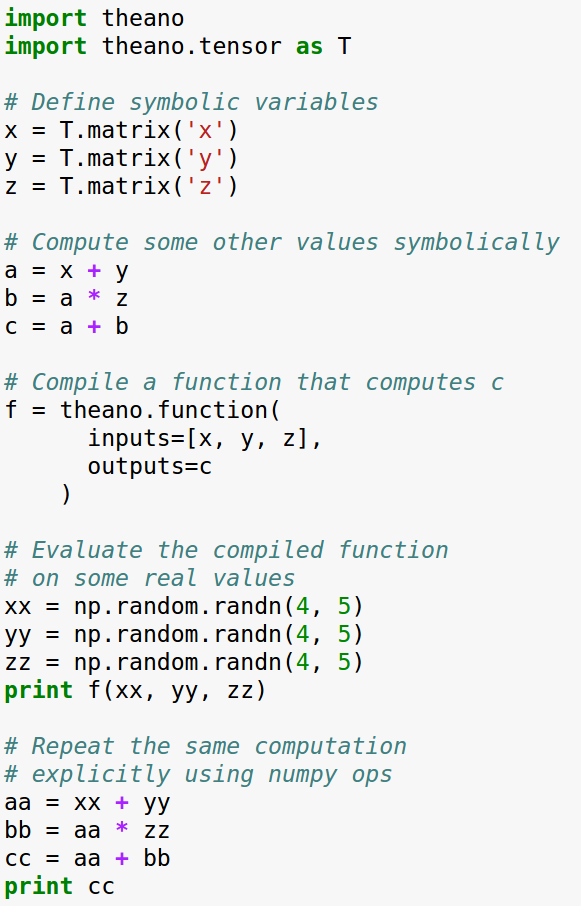 import theano
import theano.tensor as T

# Define symbolic variables
x = T.matrix('x')
y = T.matrix('y')
z = T.matrix('z')

# Compute some other values symbolically
a = x + y
b = a * z
c = a + b

# Compile a function that computes c
f = theano.function(
      inputs=[x, y, z],
      outputs=c
    )

# Evaluate the compiled function
# on some real values
xx = np.random.randn(4, 5)
yy = np.random.randn(4, 5)
zz = np.random.randn(4, 5)
print f(xx, yy, zz)

# Repeat the same computation
# explicitly using numpy ops
aa = xx + yy
bb = aa * zz
cc = aa + bb
print cc